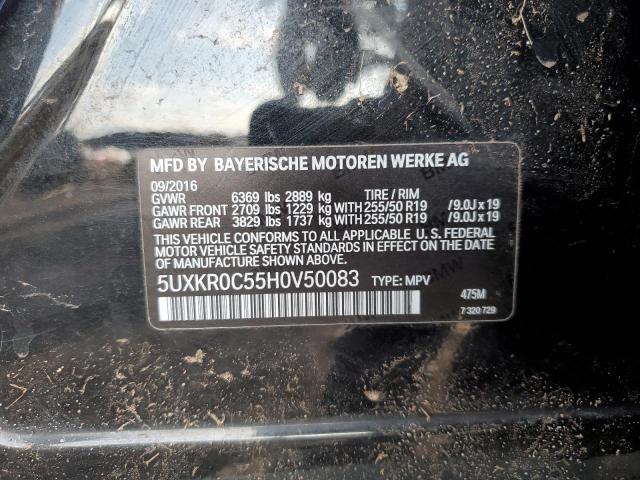 MFD BY BAYERISCHE MOTOREN WERKE AG
09/2016
GVWR 6369 lbs 2889 kg TIRE / RIM
GAWR FRONT 2709 lbs 1229 kg WITH 255/50 R19 /9.0J x 19
GAWR REAR 3829 lbs 1737 kg WITH 255/50 R19 /9.0J x 19
THIS VEHICLE CONFORMS TO ALL APPLICABLE U.S. FEDERAL
MOTOR VEHICLE SAFETY STANDARDS IN EFFECT ON THE
DATE OF MANUFACTURE SHOWN ABOVE.
5UXKR0C55H0V50083 TYPE: MPV
475M
7 320 729